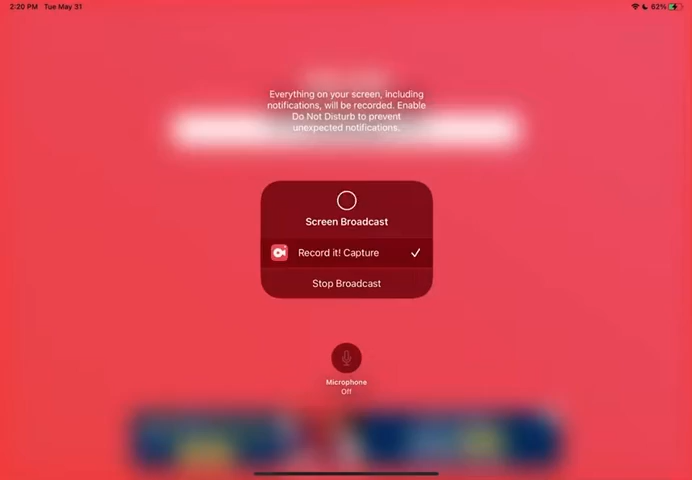 2:20 PM Tue May 31
62%
Everything on your screen, including
notifications, will be recorded. Enable
Do Not Disturb to prevent
unexpected notifications.
Screen Broadcast
Record it! Capture
Stop Broadcast
Microphone
Off